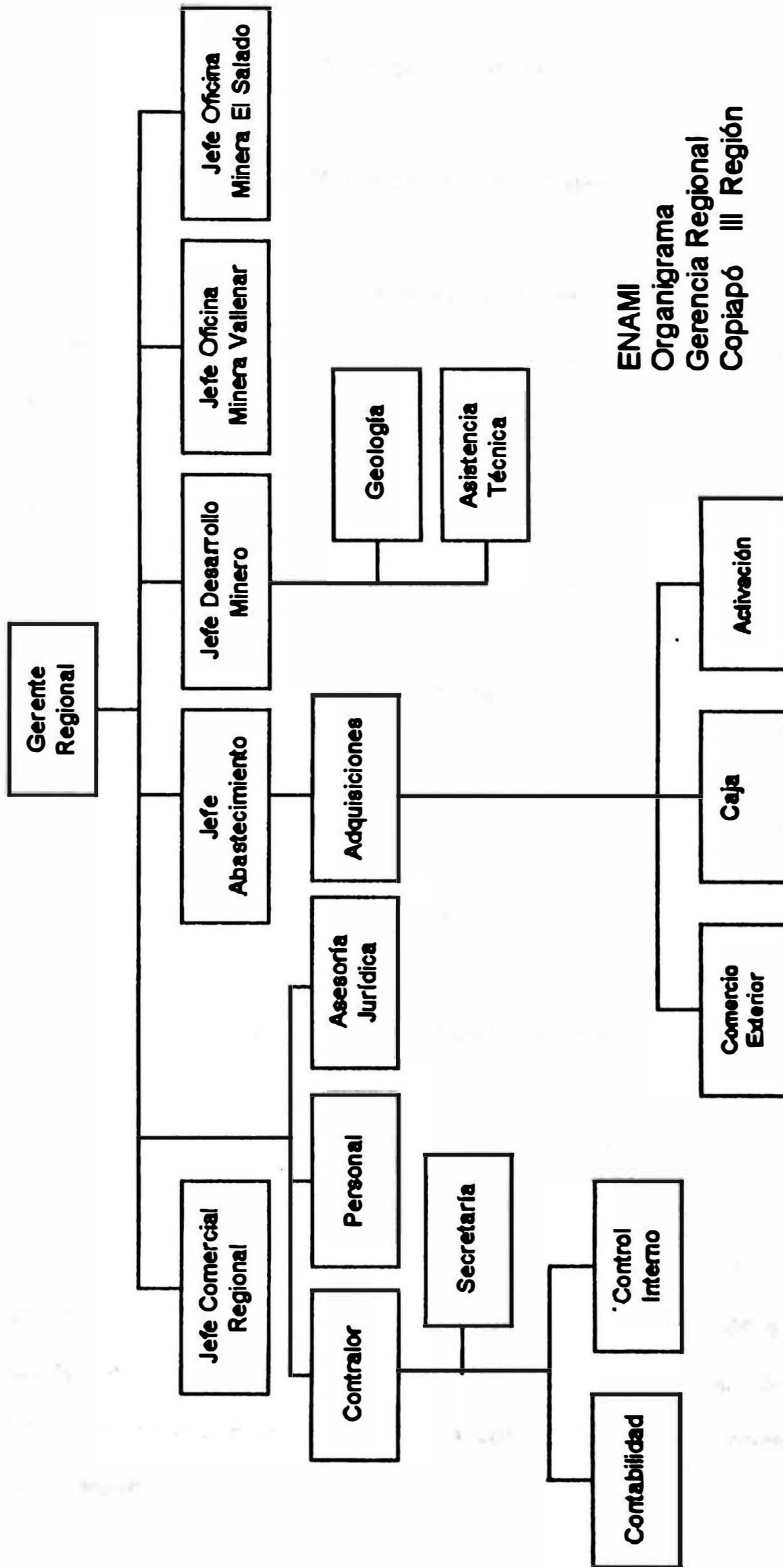 Gerente
Regional
Jefe Comercial
Regional
Jefe
Abastecimiento
Jefe Desarrollo
Minero
Jefe Oficina
Minera Vallenar
Jefe Oficina
Minera El Salado
Contralor
Personal
Asesoría
Jurídica
Adquisiciones
Geología
Asistencia
Técnica
Secretaría
Contabilidad
Control
Interno
Comercio
Exterior
Caja
Activación
ENAMI
Organigrama
Gerencia Regional
Copiapó III Región